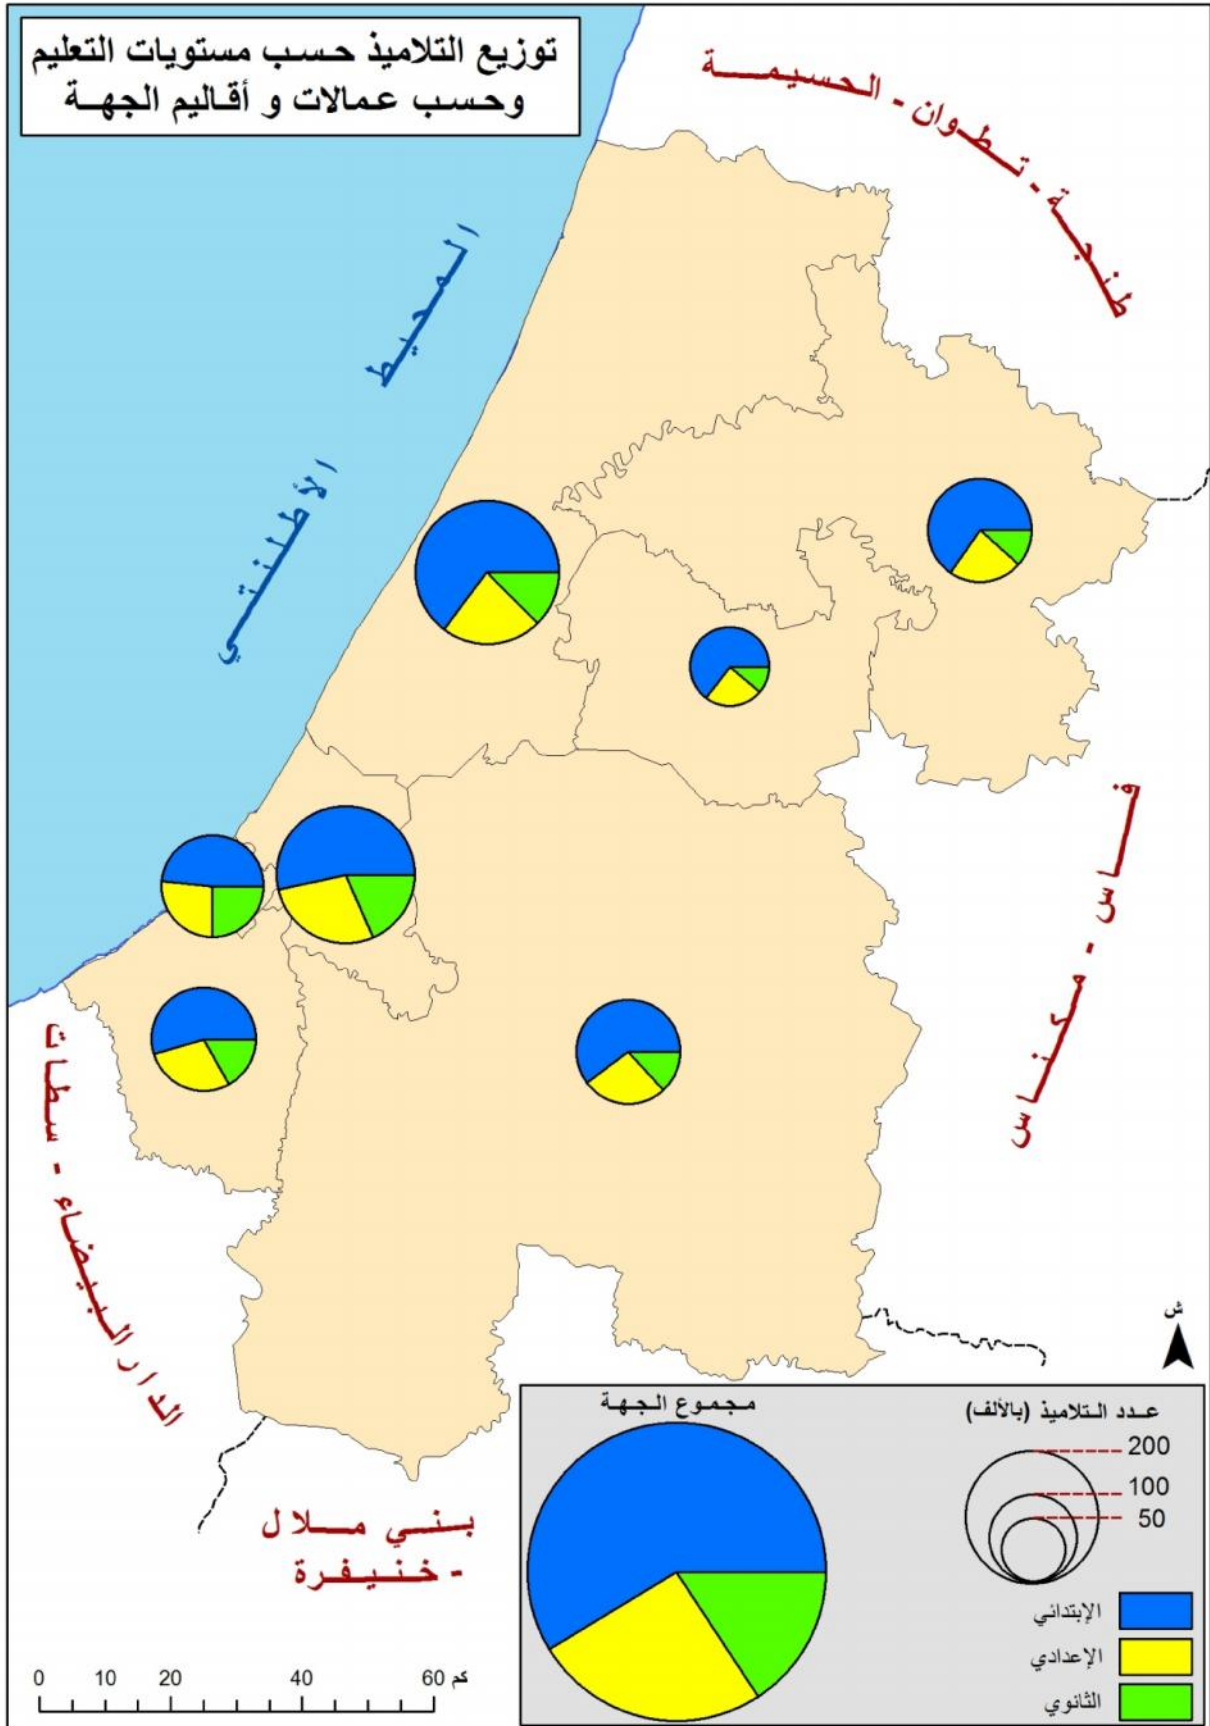 توزيع التلاميذ حسب مستويات التعليم
وحسب عمالات و أقاليم الجهة
طنجة - تطوان - الحسيمة
المحيط
الأطلنتي
فاس - مكناس
الدار البيضاء - سطات
بني ملال
- خنيفرة
ش
مجموع الجهة
عدد التلاميذ (بالألف)
200
100
50
الإبتدائي
الإعدادي
الثانوي
0 10 20 40 60 كم